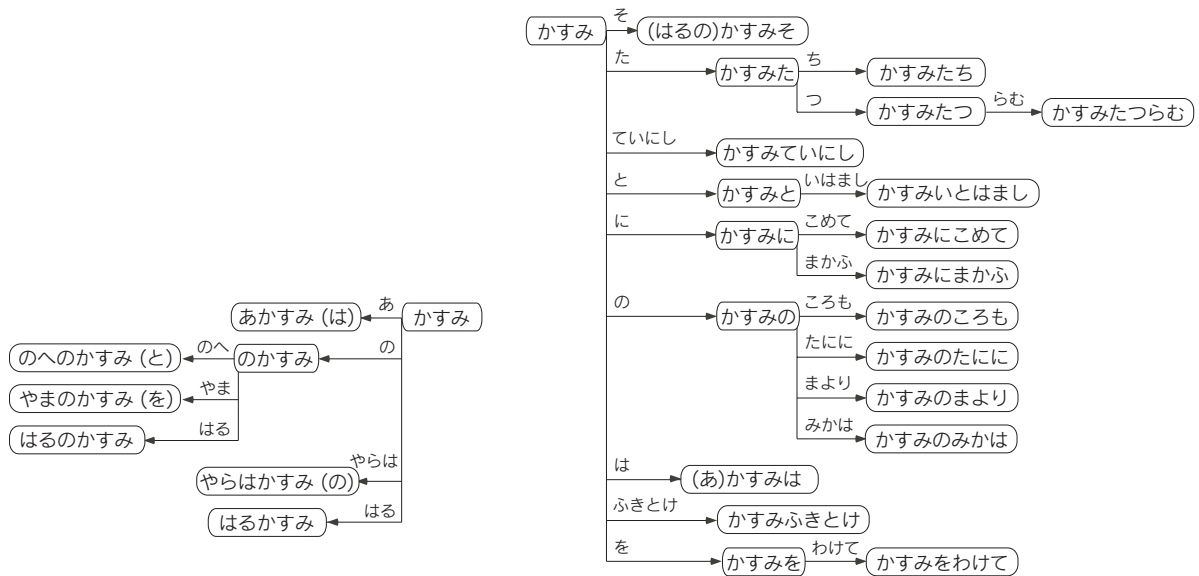 かすみ
あ
あかすみ (は)
の
のかすみ
のへ
のへのかすみ (と)
やま
やまのかすみ (を)
はる
はるのかすみ
やらは
やらはかすみ (の)
はる
はるかすみ
かすみ
そ
(はるの)かすみそ
た
かすみた
ち
かすみたち
つ
かすみたつ
らむ
かすみたつらむ
ていにし
かすみていにし
と
かすみと
いはまし
かすみいとはまし
に
かすみに
こめて
かすみにこめて
まかふ
かすみにまかふ
の
かすみの
ころも
かすみのころも
たにに
かすみのたにに
まより
かすみのまより
みかは
かすみのみかは
は
(あ)かすみは
ふきとけ
かすみふきとけ
を
かすみを
わけて
かすみをわけて